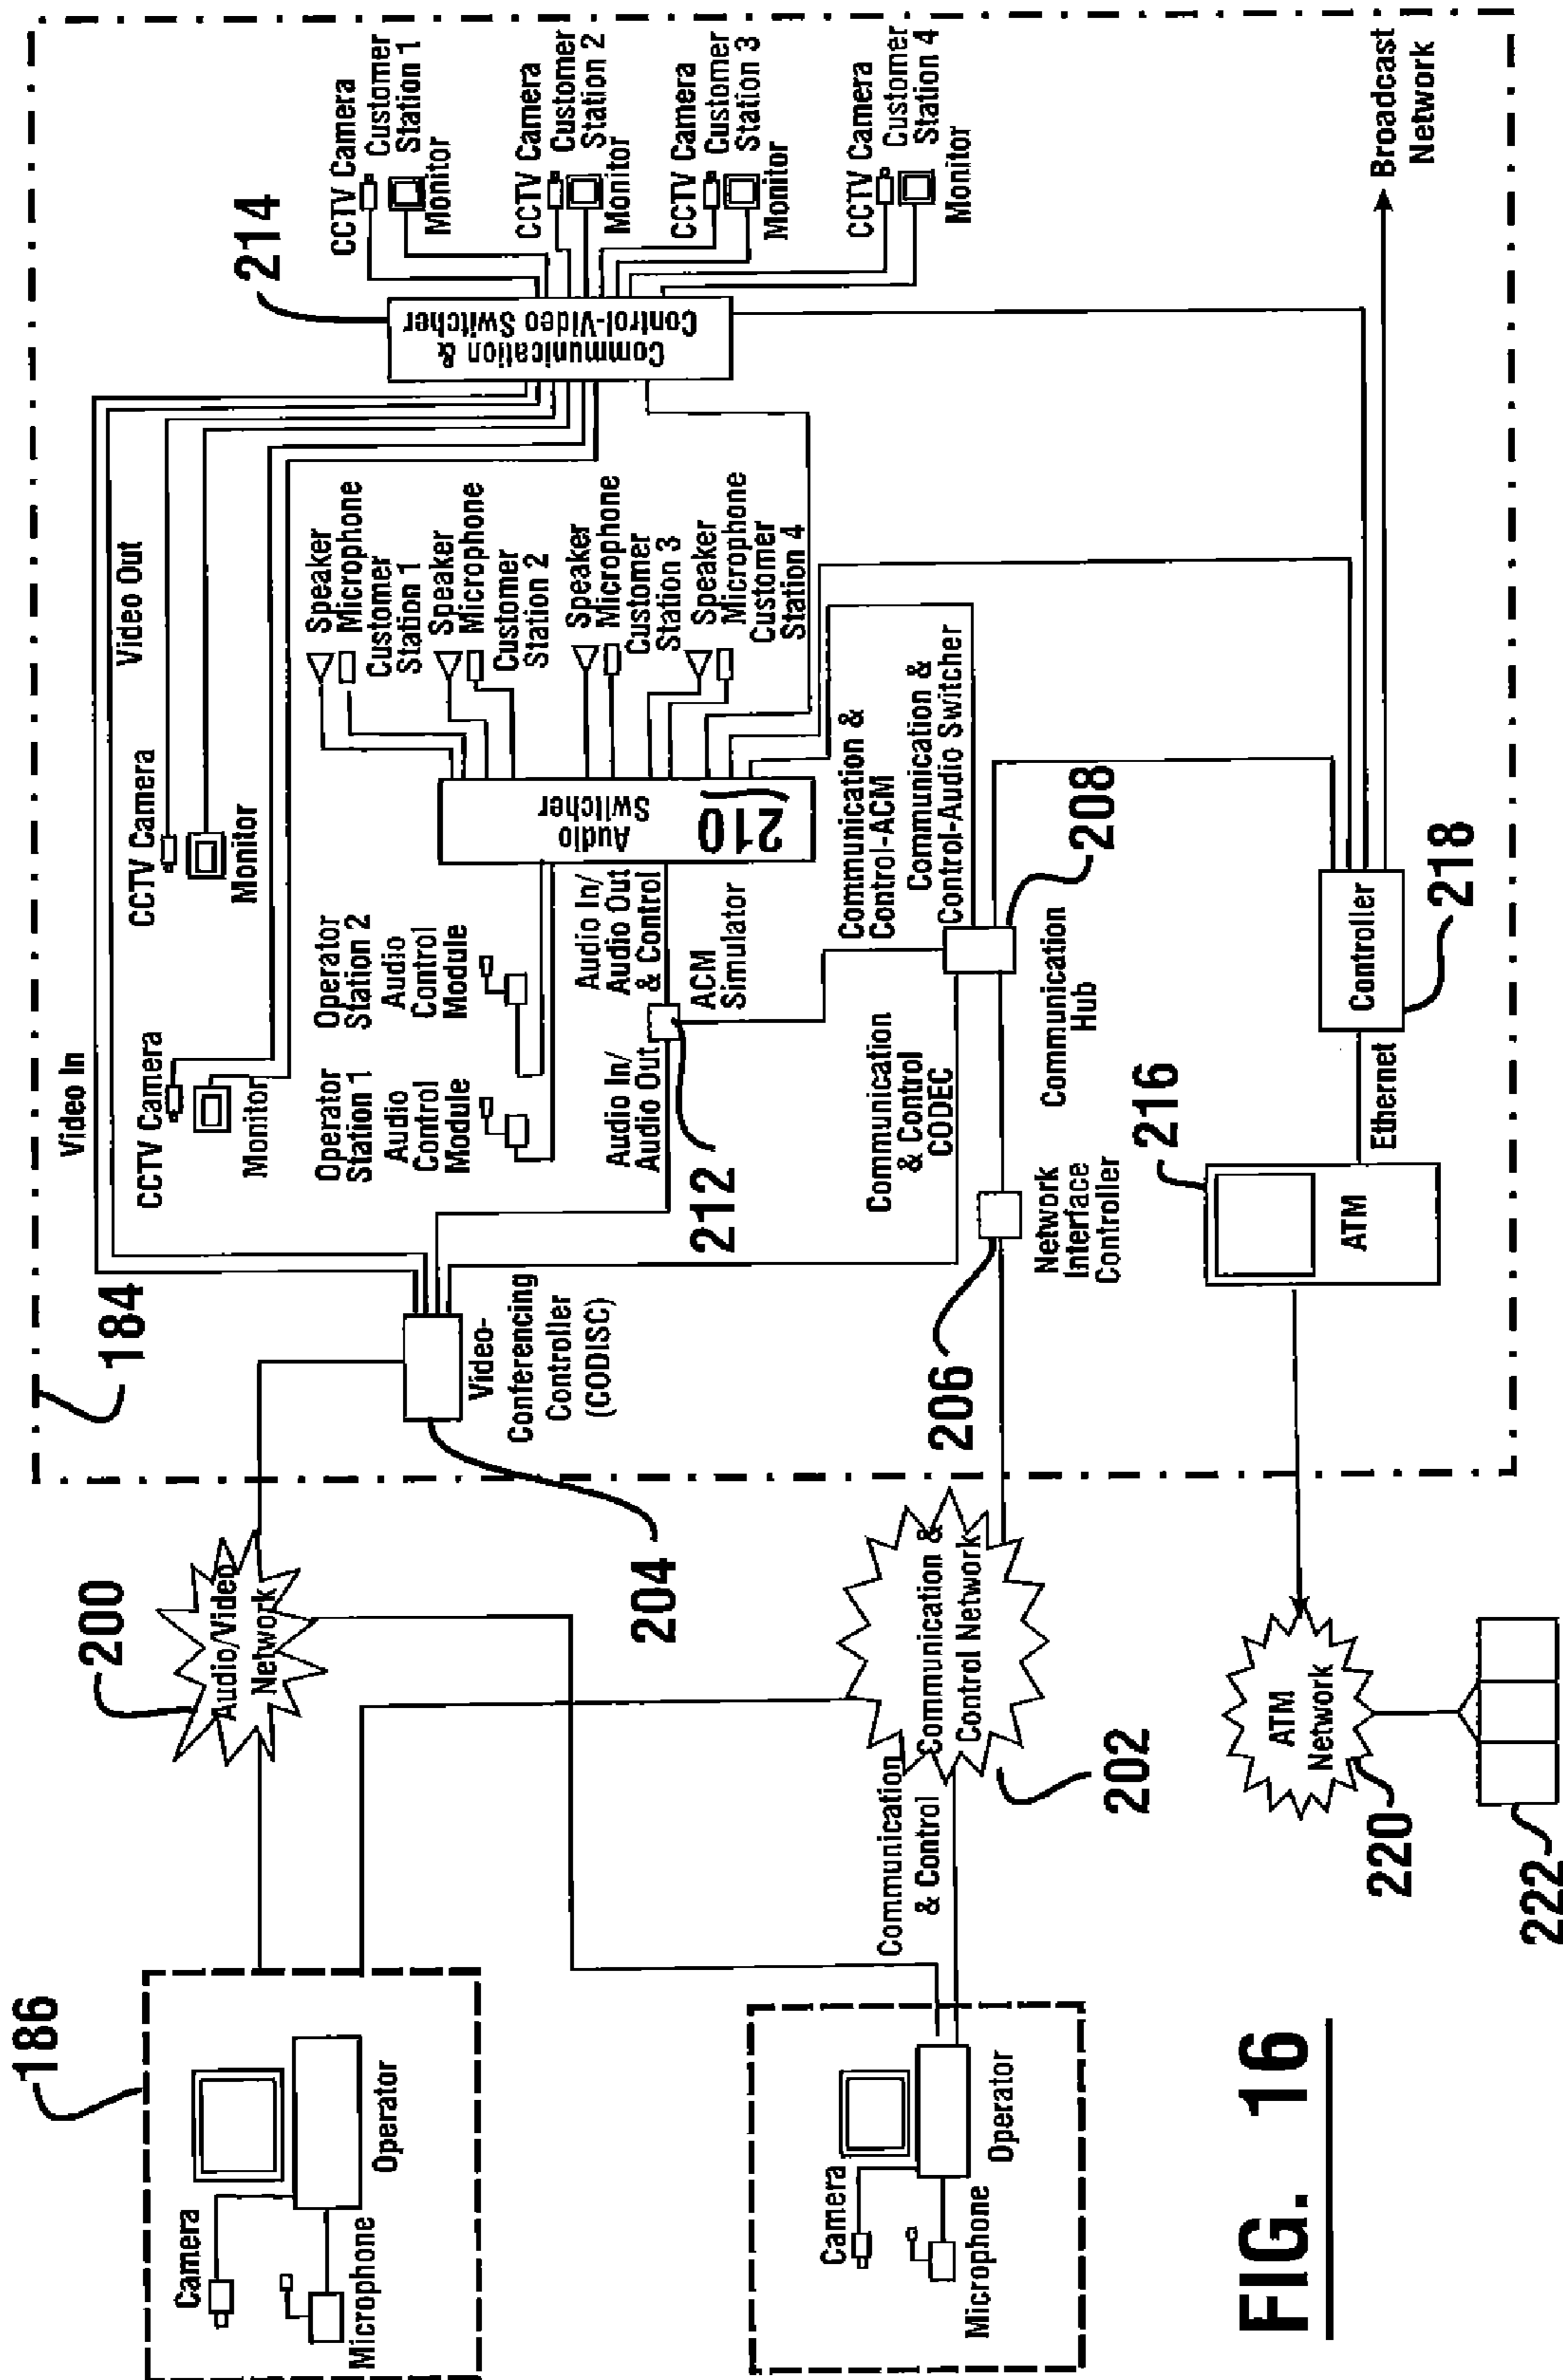 186
Camera
Microphone
Operator
Camera
Microphone
Operator
FIG. 16
200
Audio/Video
Network
204
Communication
& Control
Communication &
Control Network
202
ATM
Network
220
222
184
Video In
Video Out
CCTV Camera
Monitor
CCTV Camera
Monitor
Video-
Conferencing
Controller
(CODISC)
Operator
Station 1
Audio
Control
Module
Operator
Station 2
Audio
Control
Module
Audio In/
Audio Out
212
Audio In/
Audio Out
& Control
ACM
Simulator
Audio
Switcher
210
Speaker
Microphone
Customer
Station 1
Speaker
Microphone
Customer
Station 2
Speaker
Microphone
Customer
Station 3
Speaker
Microphone
Customer
Station 4
214
Communication &
Control-Video Switcher
CCTV Camera
Customer
Station 1
Monitor
CCTV Camera
Customer
Station 2
Monitor
CCTV Camera
Customer
Station 3
Monitor
CCTV Camera
Customer
Station 4
Monitor
Communication &
Control-ACM
Communication &
Control-Audio Switcher
208
Communication
& Control
CODEC
Communication
Hub
206
Network
Interface
Controller
216
ATM
Ethernet
Controller
218
Broadcast
Network